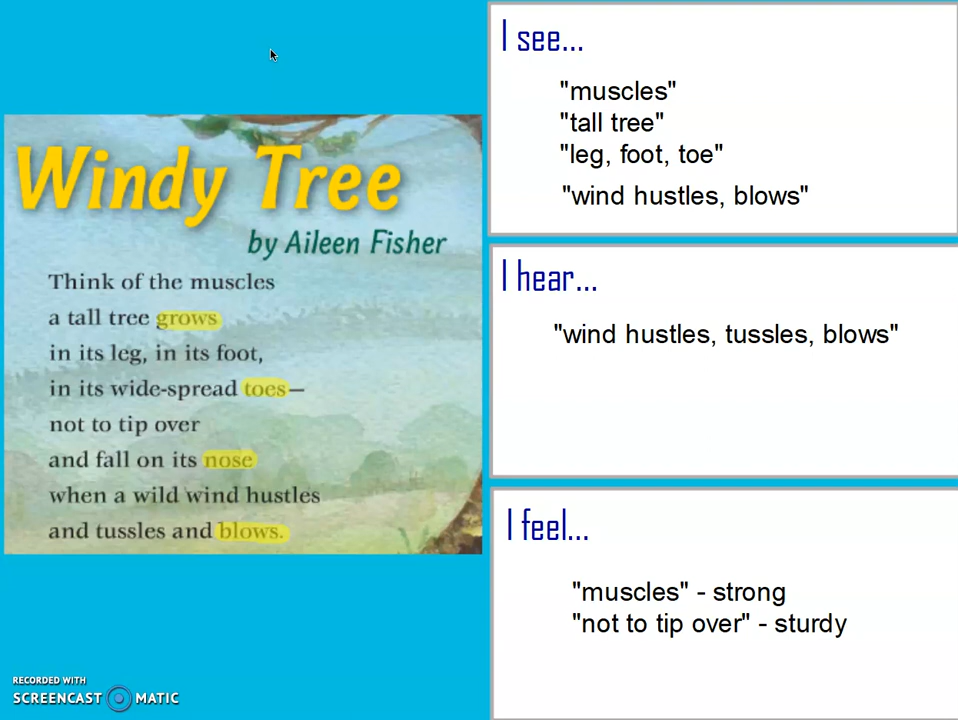 Windy Tree
by Aileen Fisher
Think of the muscles
a tall tree grows
in its leg, in its foot,
in its wide-spread toes—
not to tip over
and fall on its nose
when a wild wind hustles
and tussles and blows.
I see...
"muscles"
"tall tree"
"leg, foot, toe"
"wind hustles, blows"
I hear...
"wind hustles, tussles, blows"
I feel...
"muscles" - strong
"not to tip over" - sturdy
RECORDED WITH
SCREENCAST MATIC